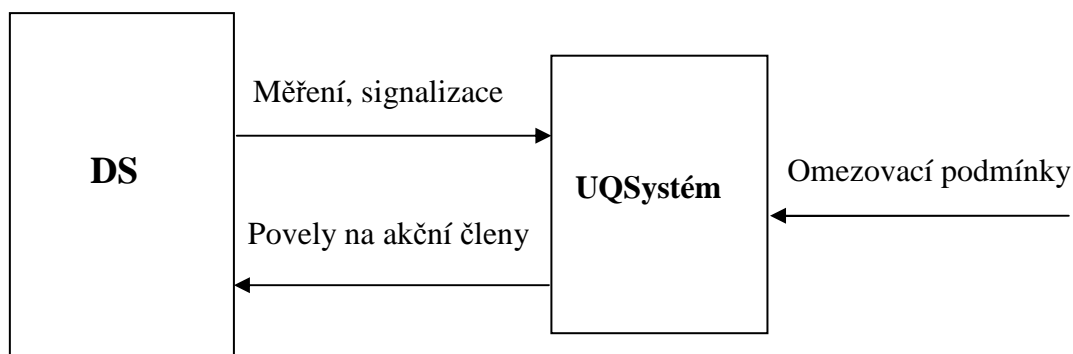 Měření, signalizace
DS
UQSystém
Omezovací podmínky
Povely na akční členy